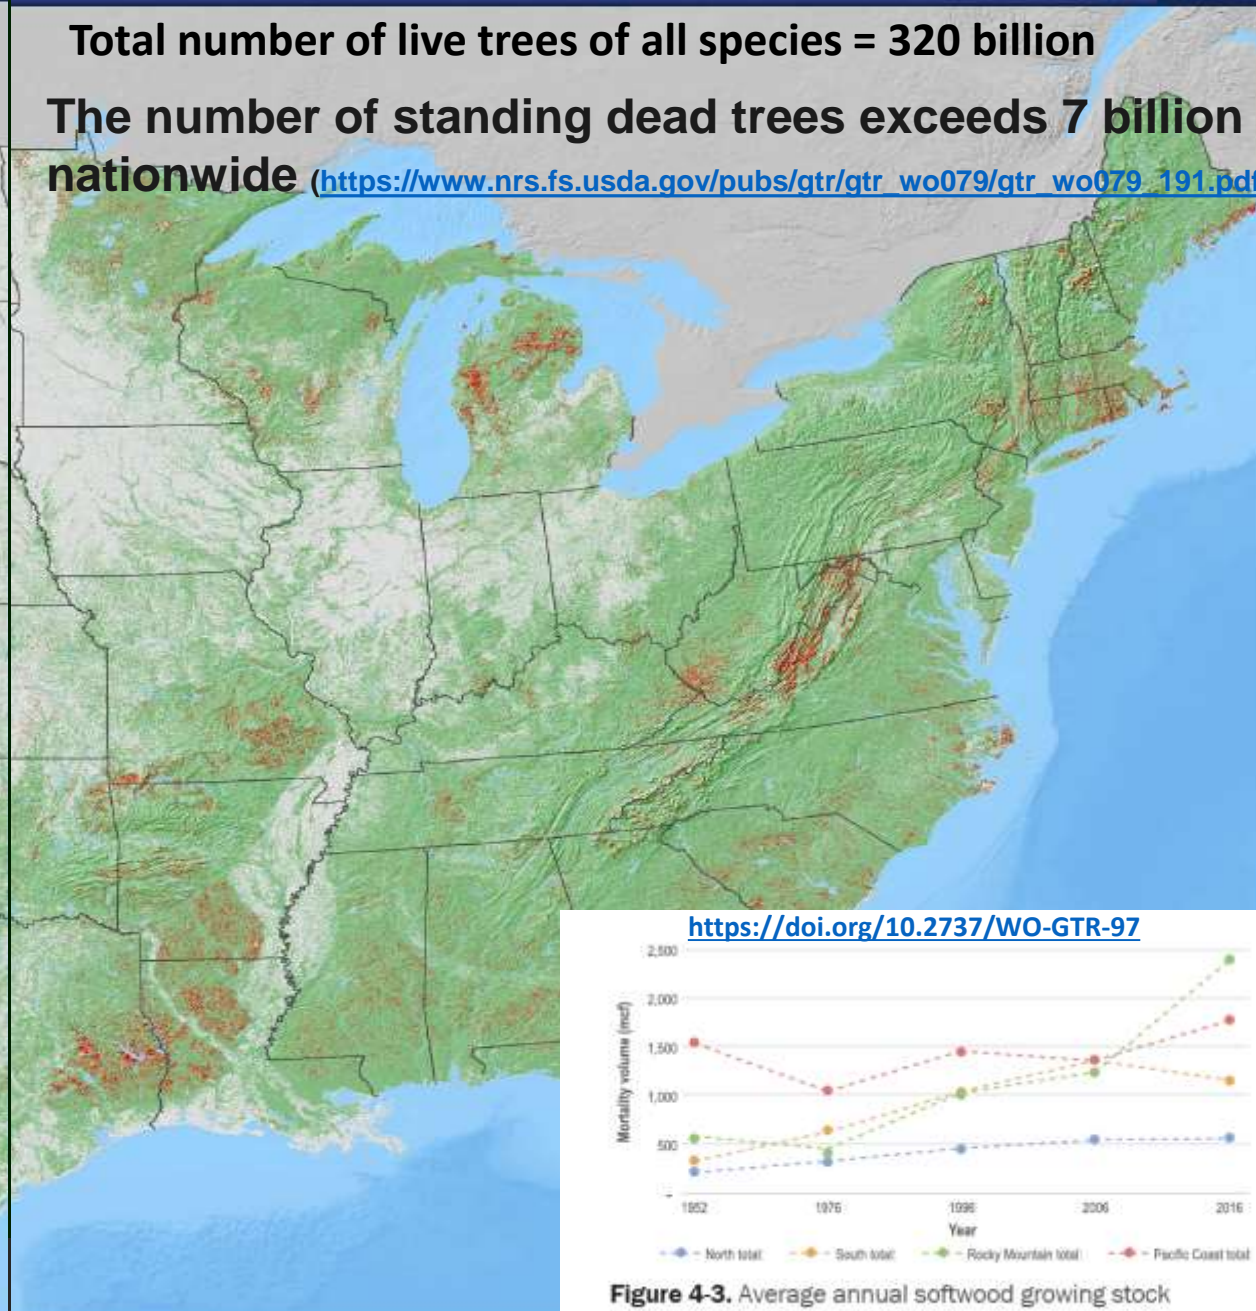 Total number of live trees of all species = 320 billion
The number of standing dead trees exceeds 7 billion
nationwide (https://www.nrs.fs.usda.gov/pubs/gtr/gtr_wo079/gtr_wo079_191.pdf
https://doi.org/10.2737/WO-GTR-97
2,500
2,000
1,500
1,000
500
-
Mortality volume (mcf)
1952 1976 1996 2006 2016
Year
North total South total Rocky Mountain total Pacific Coast total
Figure 4-3. Average annual softwood growing stock